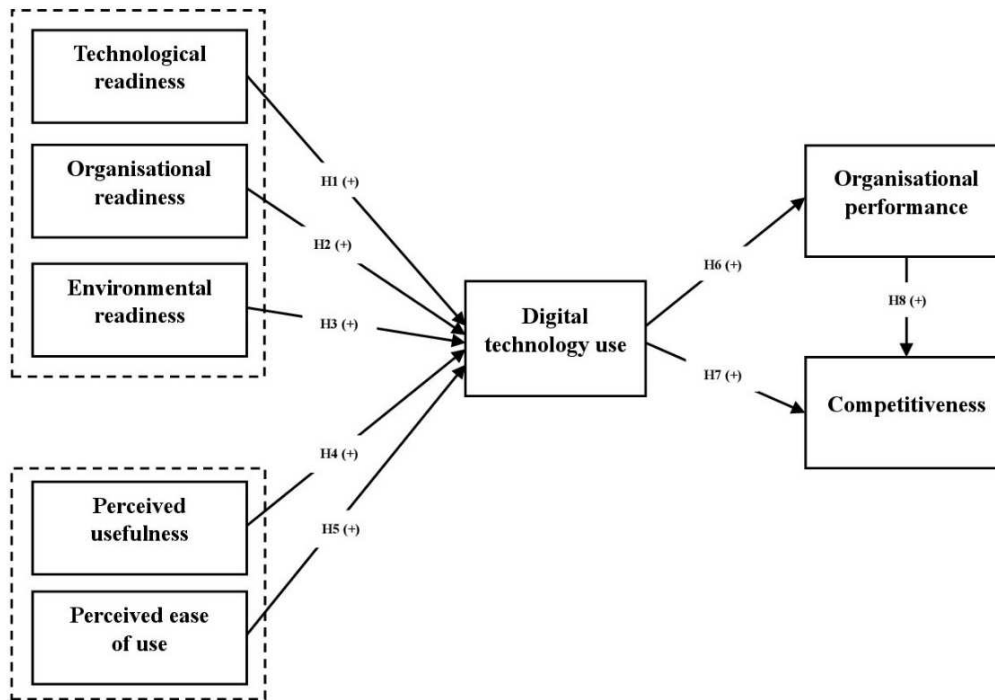 Technological
readiness
Organisational
readiness
Environmental
readiness
Perceived
usefulness
Perceived ease
of use
H1 (+)
H2 (+)
H3 (+)
H4 (+)
H5 (+)
Digital
technology use
H6 (+)
H7 (+)
Organisational
performance
H8 (+)
Competitiveness